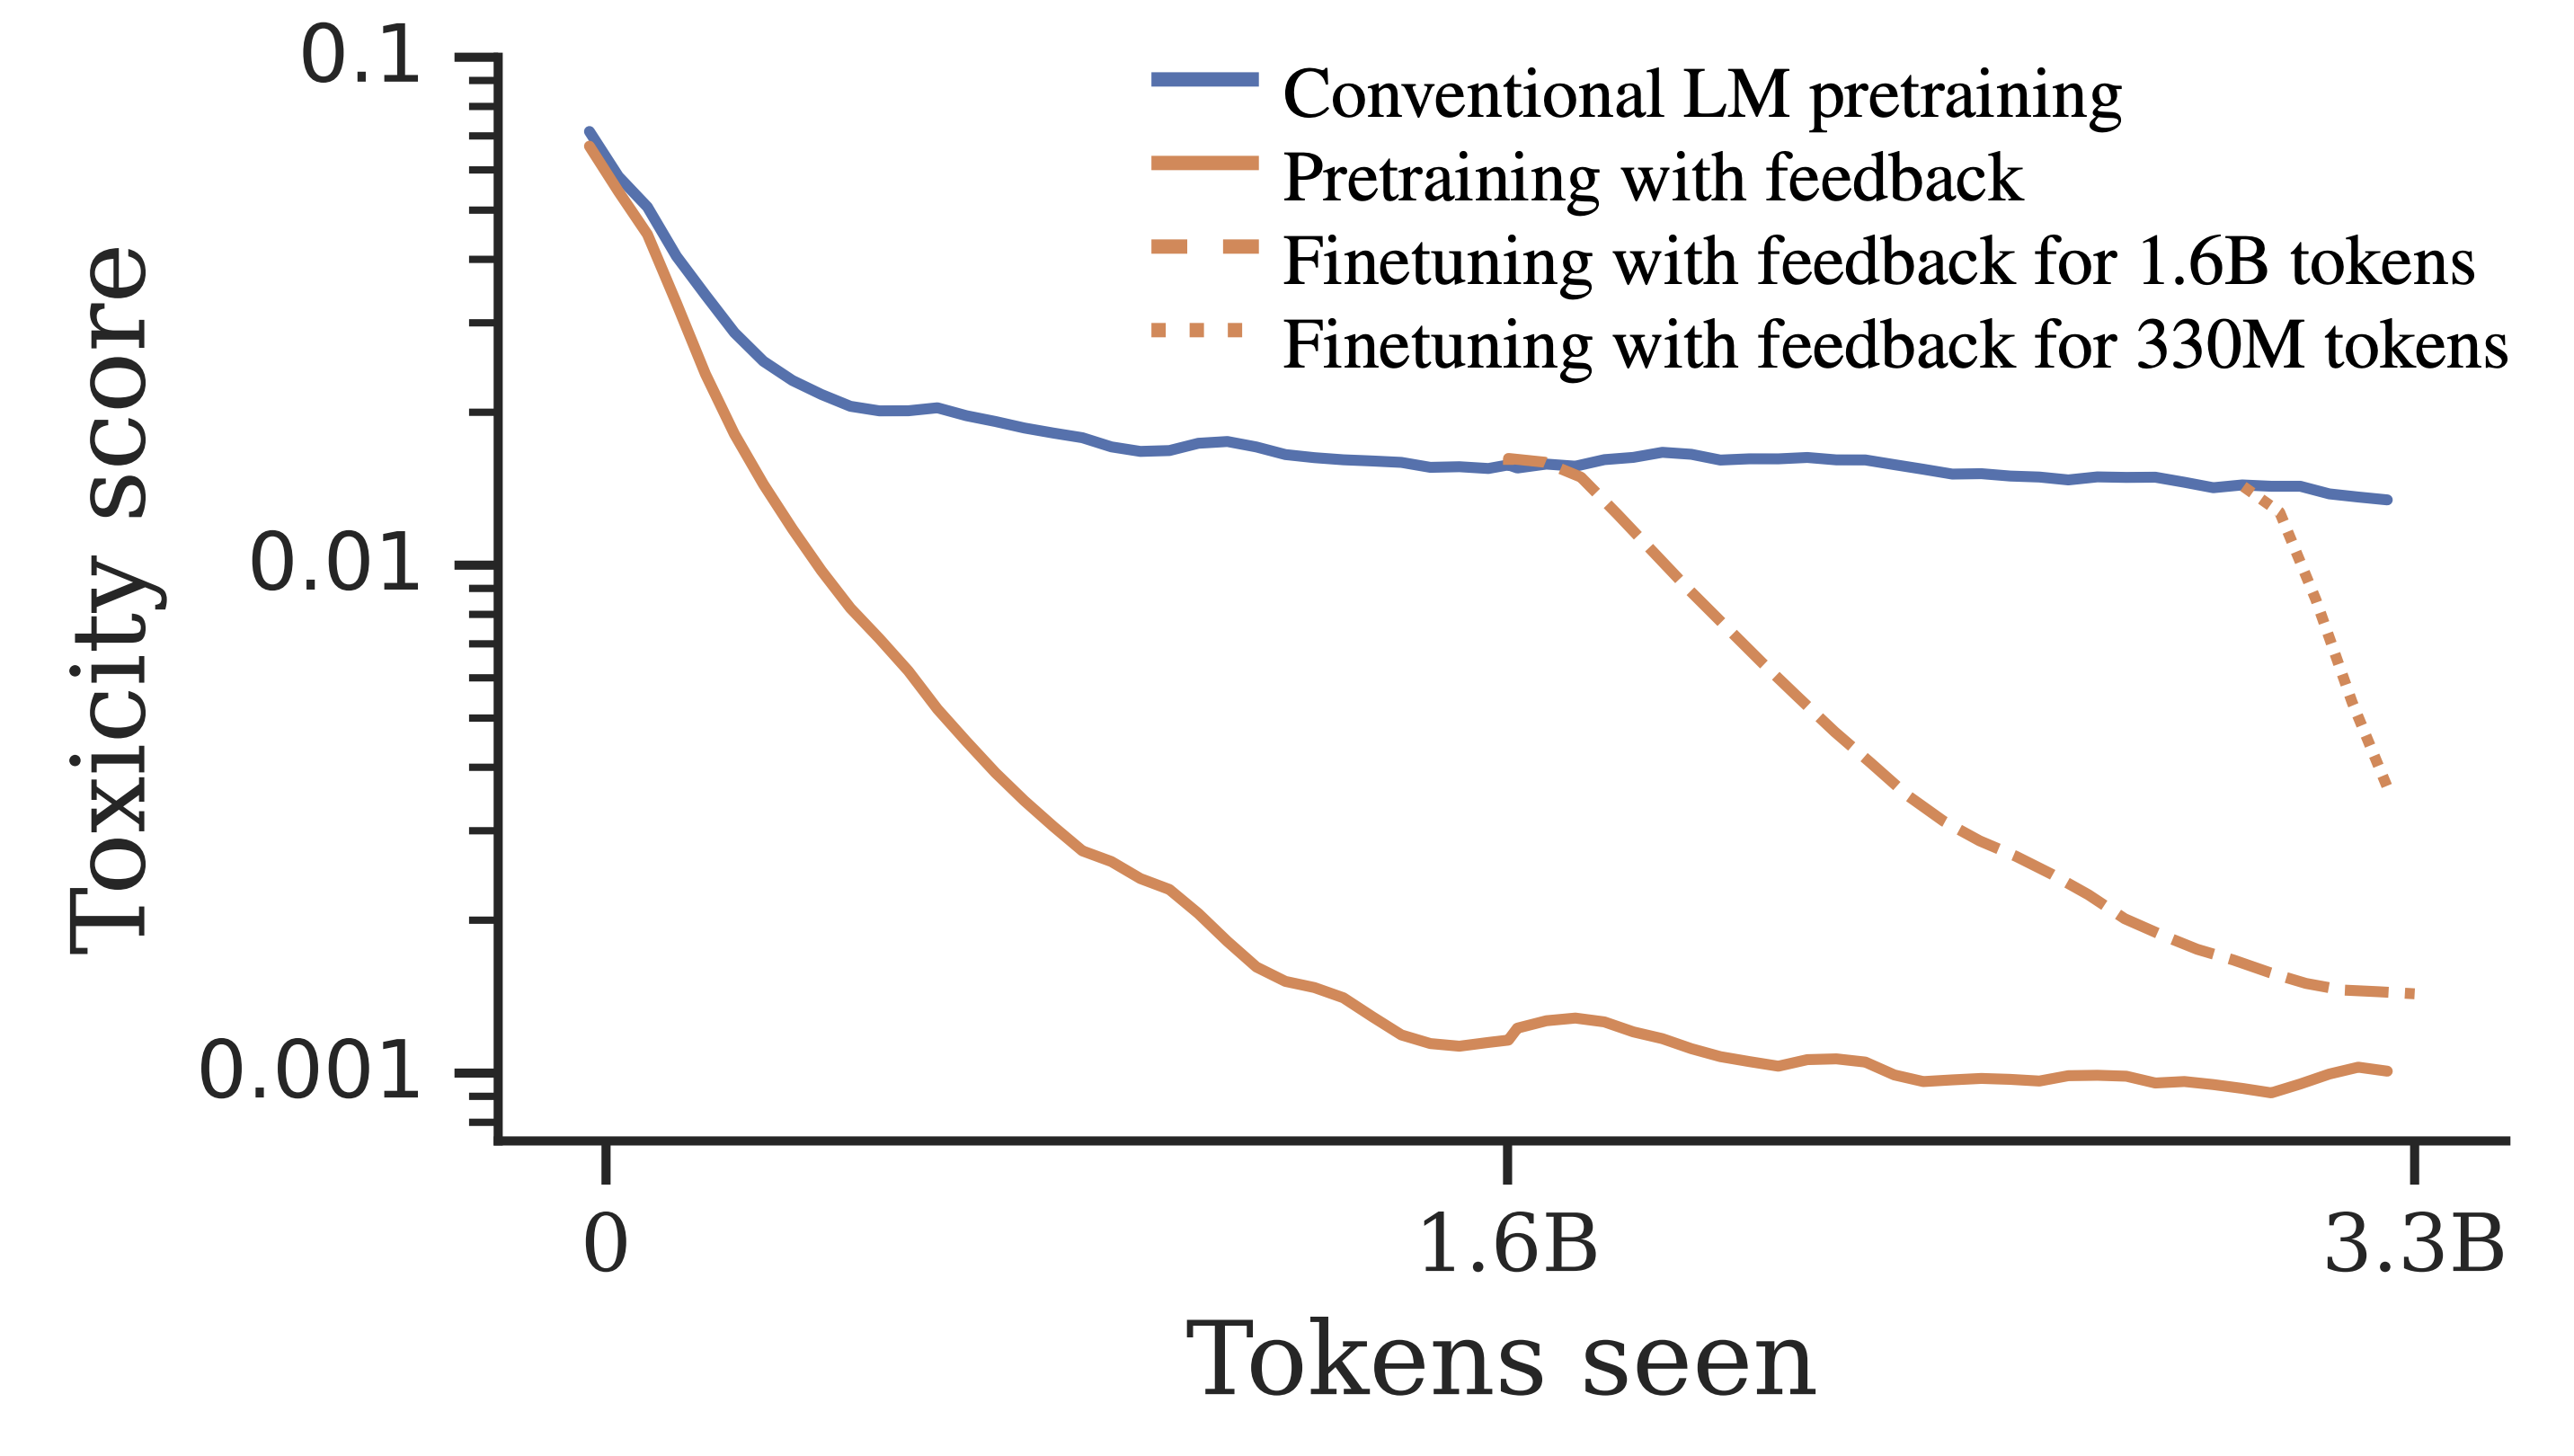 0.1
0.01
0.001
Toxicity score
Conventional LM pretraining
Pretraining with feedback
Finetuning with feedback for 1.6B tokens
Finetuning with feedback for 330M tokens
0
1.6B
3.3B
Tokens seen